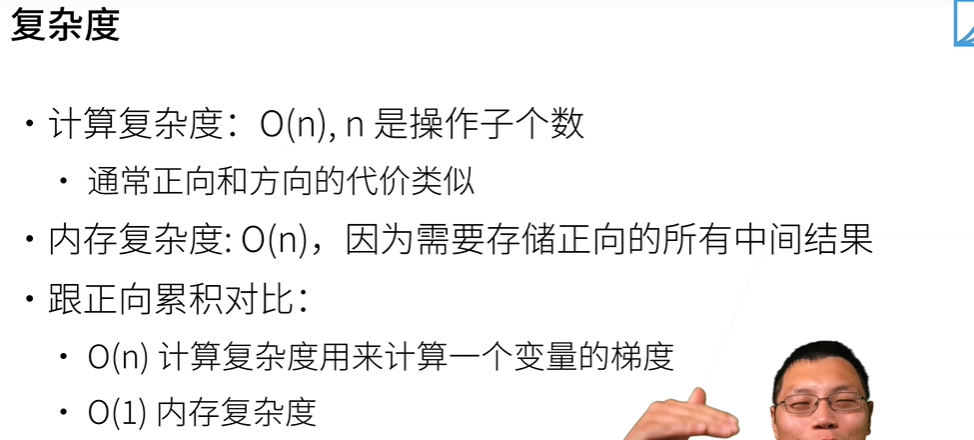 复杂度
• 计算复杂度：O(n), n 是操作子个数
• 通常正向和方向的代价类似
• 内存复杂度: O(n)，因为需要存储正向的所有中间结果
• 跟正向累积对比：
• O(n) 计算复杂度用来计算一个变量的梯度
• O(1) 内存复杂度